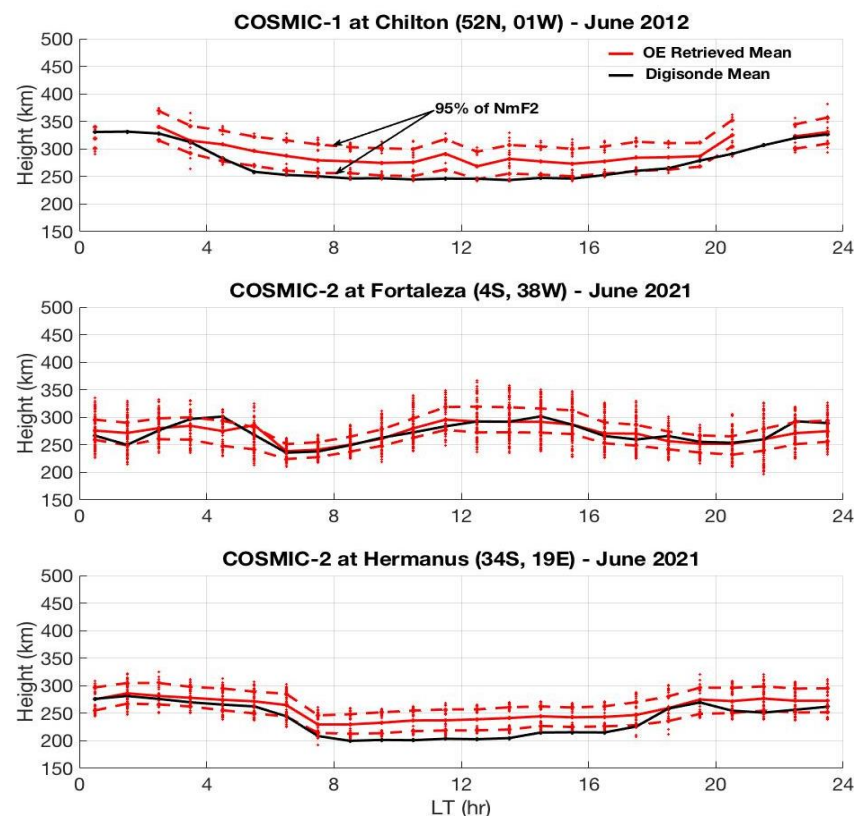 COSMIC-1 at Chilton (52N, 01W) - June 2012
500
450
400
350
300
250
200
150
Height (km)
OE Retrieved Mean
Digisonde Mean
95% of NmF2
0 4 8 12 16 20 24
COSMIC-2 at Fortaleza (4S, 38W) - June 2021
500
450
400
350
300
250
200
150
Height (km)
0 4 8 12 16 20 24
COSMIC-2 at Hermanus (34S, 19E) - June 2021
500
450
400
350
300
250
200
150
Height (km)
0 4 8 12 16 20 24
LT (hr)